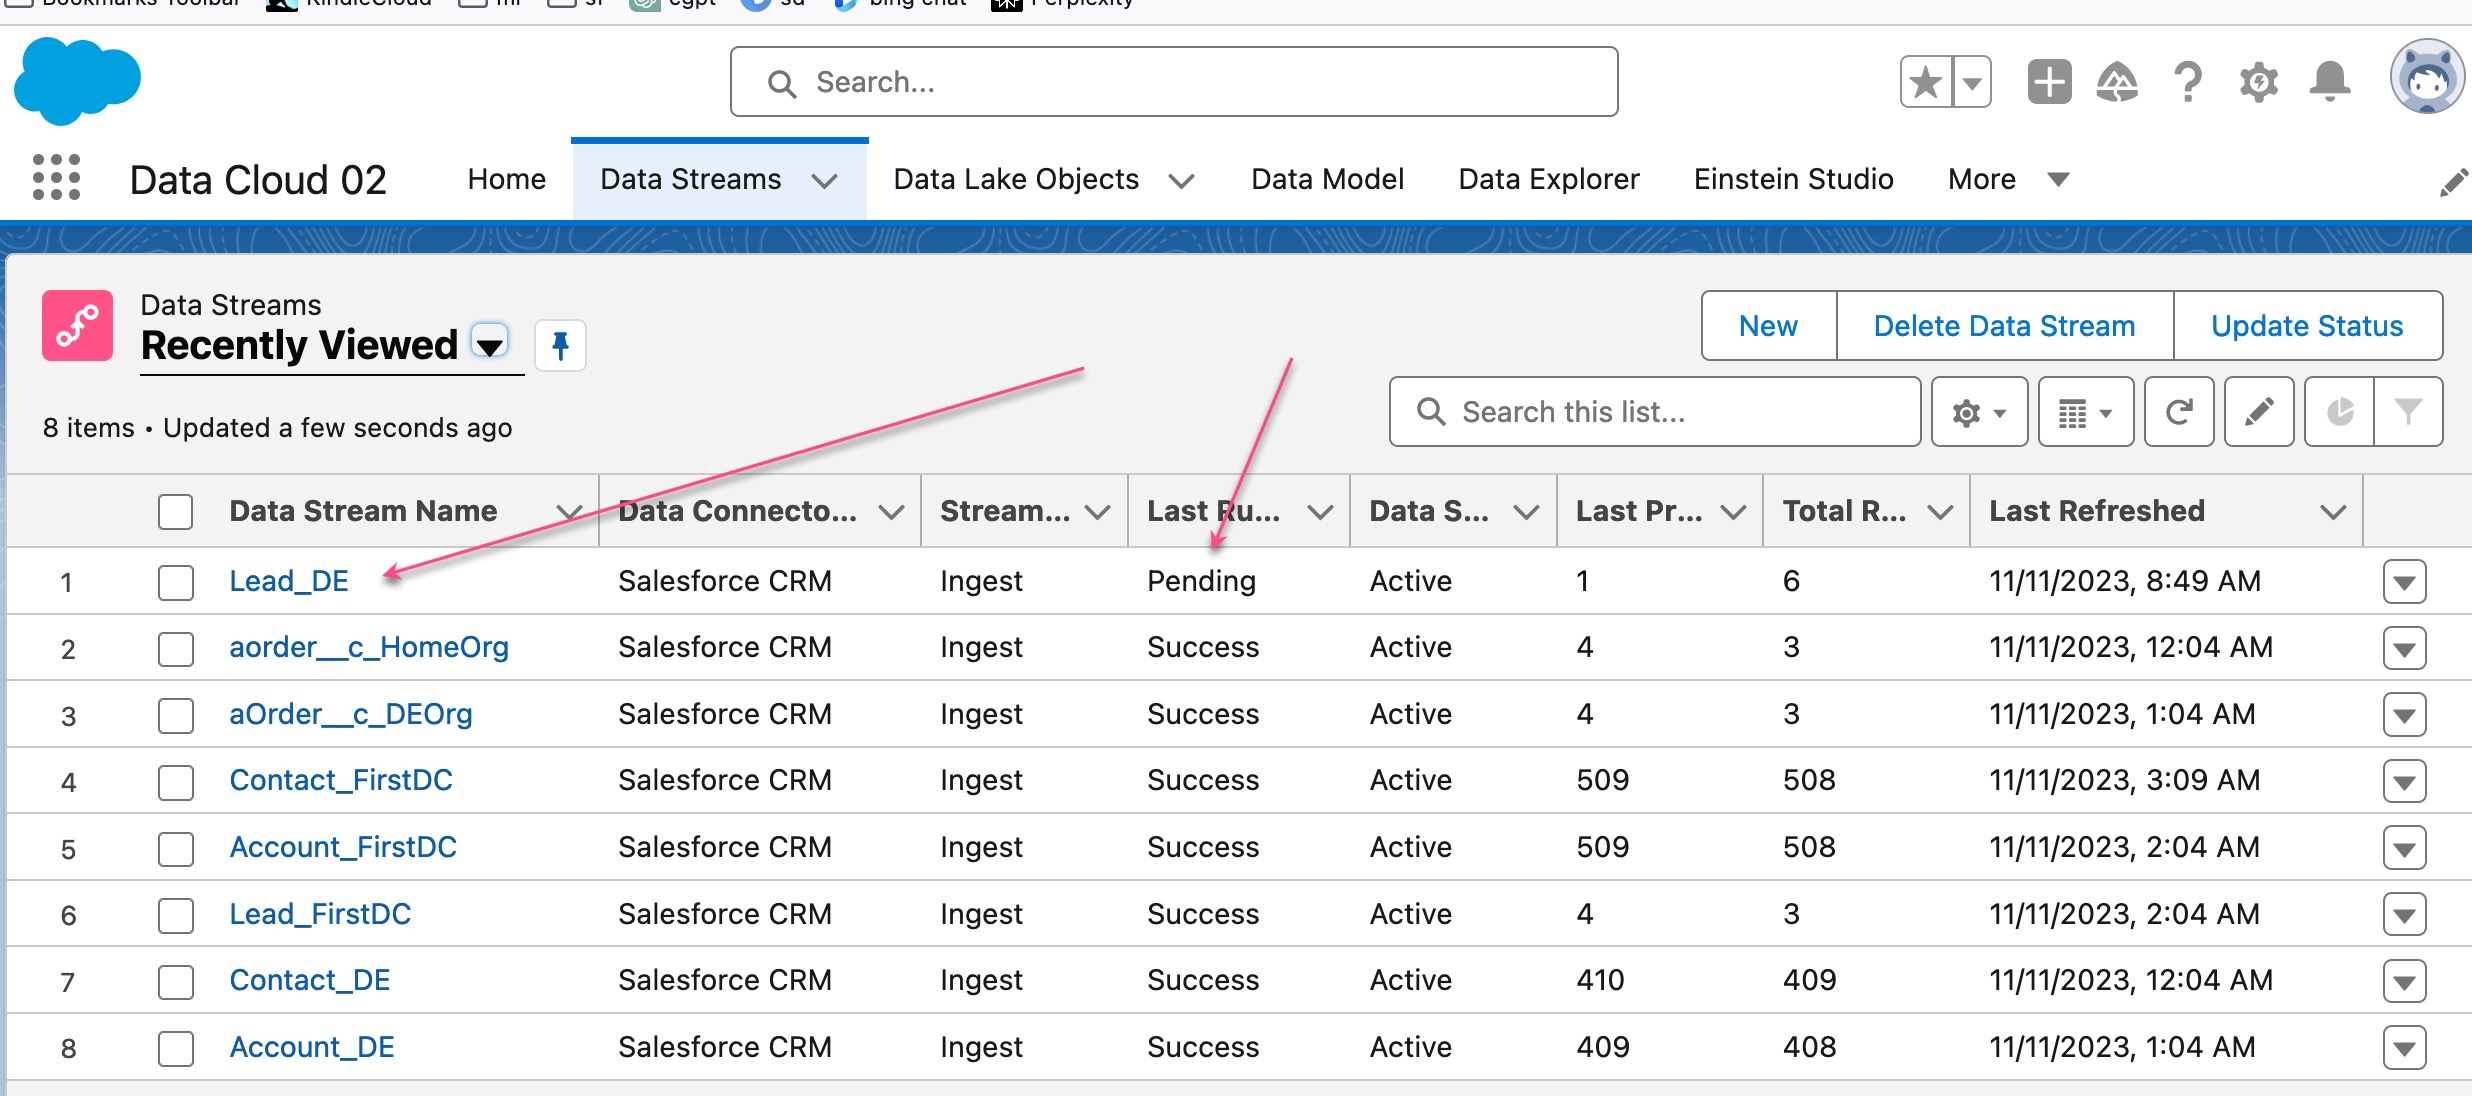 Bookmarks Toolbar KindleCloud mr sf cgpt sd bing chat Perplexity
Search...
Data Cloud 02 Home Data Streams Data Lake Objects Data Model Data Explorer Einstein Studio More
Data Streams
Recently Viewed
New Delete Data Stream Update Status
8 items • Updated a few seconds ago
Search this list...
Data Stream Name Data Connecto... Stream... Last Ru... Data S... Last Pr... Total R... Last Refreshed
1 Lead_DE Salesforce CRM Ingest Pending Active 1 6 11/11/2023, 8:49 AM
2 aorder__c_HomeOrg Salesforce CRM Ingest Success Active 4 3 11/11/2023, 12:04 AM
3 aOrder__c_DEOrg Salesforce CRM Ingest Success Active 4 3 11/11/2023, 1:04 AM
4 Contact_FirstDC Salesforce CRM Ingest Success Active 509 508 11/11/2023, 3:09 AM
5 Account_FirstDC Salesforce CRM Ingest Success Active 509 508 11/11/2023, 2:04 AM
6 Lead_FirstDC Salesforce CRM Ingest Success Active 4 3 11/11/2023, 2:04 AM
7 Contact_DE Salesforce CRM Ingest Success Active 410 409 11/11/2023, 12:04 AM
8 Account_DE Salesforce CRM Ingest Success Active 409 408 11/11/2023, 1:04 AM